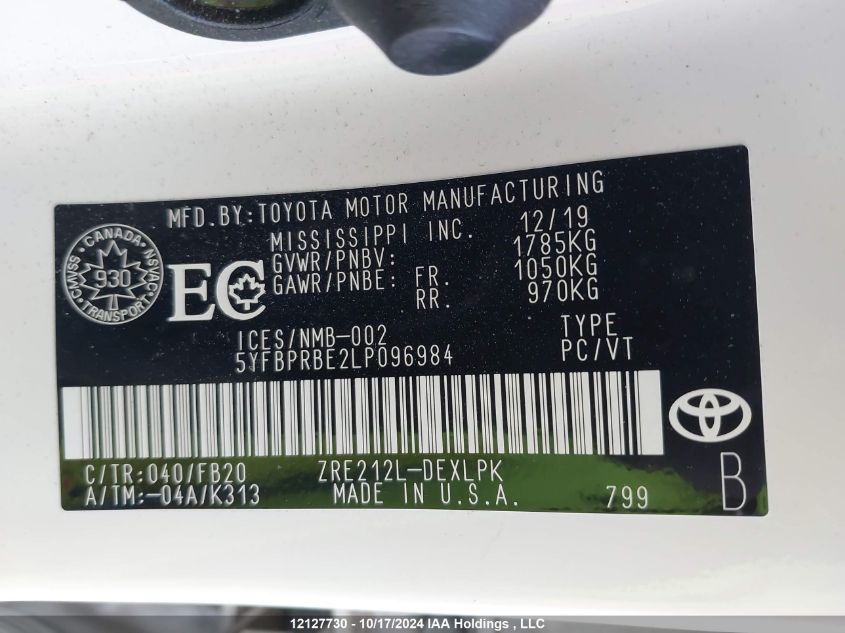 MFD.BY:TOYOTA MOTOR MANUFACTURING
MISSISSIPPI INC. 12/19
GVWR/PNBV: 1785KG
GAWR/PNBE: FR. 1050KG
RR. 970KG
CANADA
CMVSS 930 NSVAC
TRANSPORT
EC
ICES/NMB-002 TYPE
5YFBPRBE2LP096984 PC/VT
C/TR:040/FB20 ZRE212L-DEXLPK
A/TM:-04A/K313 MADE IN U.S.A. 799 B
12127730 - 10/17/2024 IAA Holdings , LLC